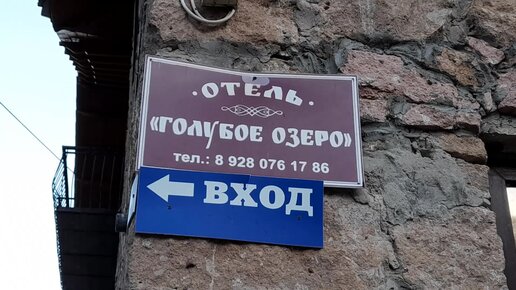 ·ОТЕЛЬ·
«ГОЛУБОЕ ОЗЕРО»
тел.: 8 928 076 17 86
ВХОД